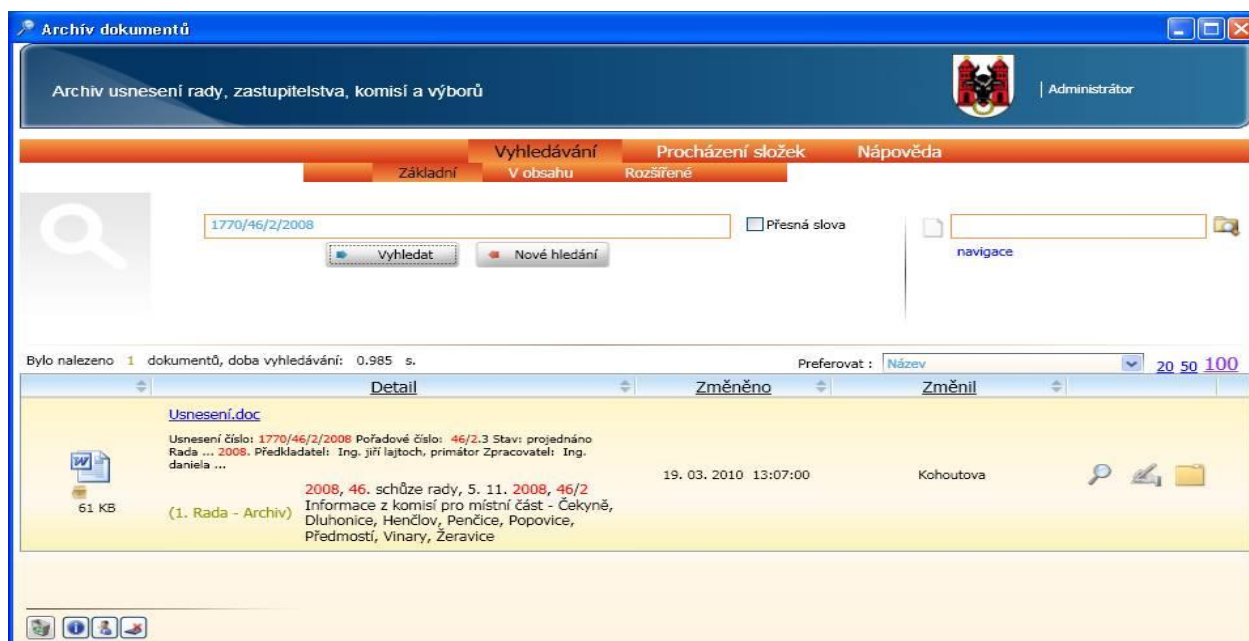 Archív dokumentů
Archiv usnesení rady, zastupitelstva, komisí a výborů
Administrátor
Vyhledávání Procházení složek Nápověda
Základní V obsahu Rozšířené
1770/46/2/2008 Přesná slova
Vyhledat Nové hledání navigace
Bylo nalezeno 1 dokumentů, doba vyhledávání: 0.985 s. Preferovat : Název 20 50 100
Detail Změněno Změnil
Usnesení.doc
Usnesení číslo: 1770/46/2/2008 Pořadové číslo: 46/2.3 Stav: projednáno
Rada ... 2008. Předkladatel: Ing. jiří lajtoch, primátor Zpracovatel: Ing.
daniela ...
19. 03. 2010 13:07:00 Kohoutova
61 KB
(1. Rada - Archiv)
2008, 46. schůze rady, 5. 11. 2008, 46/2
Informace z komisí pro místní část - Čekyně,
Dluhonice, Henčlov, Penčice, Popovice,
Předmostí, Vinary, Žeravice